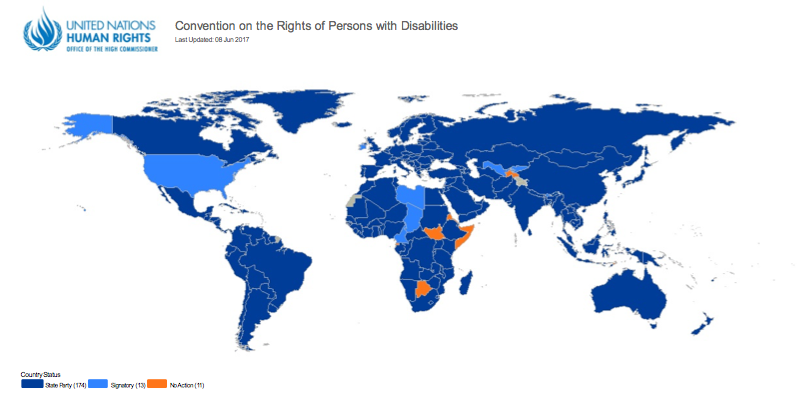 UNITED NATIONS
HUMAN RIGHTS
OFFICE OF THE HIGH COMMISSIONER
Convention on the Rights of Persons with Disabilities
Last Updated: 08 Jun 2017
Country Status
State Party (174) Signatory (13) No Action (11)